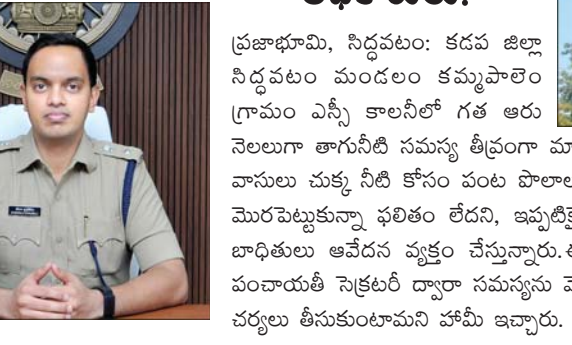 ప్రజాభూమి, సిద్ధవటం: కడప జిల్లా
సిద్ధవటం మండలం కమ్మపాలెం
గ్రామం ఎస్సీ కాలనీలో గత ఆరు
నెలలుగా తాగునీటి సమస్య తీవ్రంగా మా
వాసులు చుక్క నీటి కోసం పంట పొలాల
మొరపెట్టుకున్నా ఫలితం లేదని, ఇప్పటికై
బాధితులు ఆవేదన వ్యక్తం చేస్తున్నారు.ఈ
పంచాయతీ సెక్రటరీ ద్వారా సమస్యను
చర్యలు తీసుకుంటామని హామీ ఇచ్చారు.